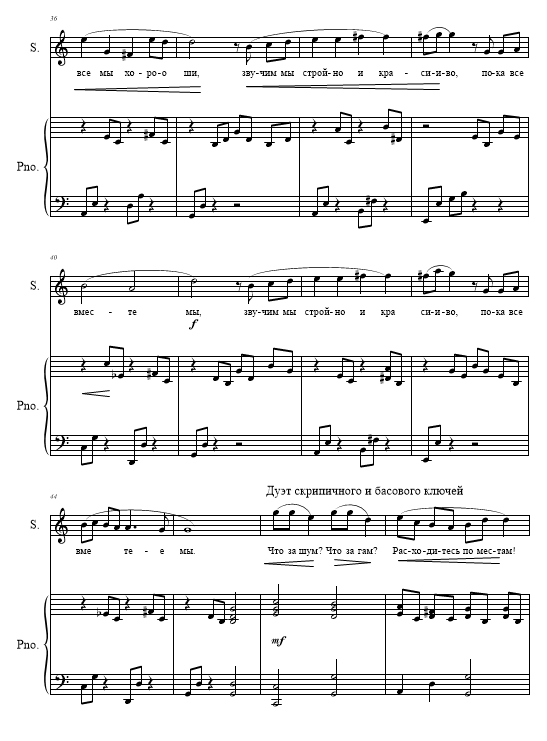 36
S.
все мы хо-ро-о ши, зву-чим мы строй-но и кра - си-и-во, по-ка все
Pno.
40
S.
вмес - те мы, зву-чим мы строй-но и кра си-и-во, по-ка все
f
Pno.
44
Дуэт скрипичного и басового ключей
S.
вме те - е мы. Что за шум? Что за гам? Рас-хо-ди-тесь по мес-там!
mf
Pno.